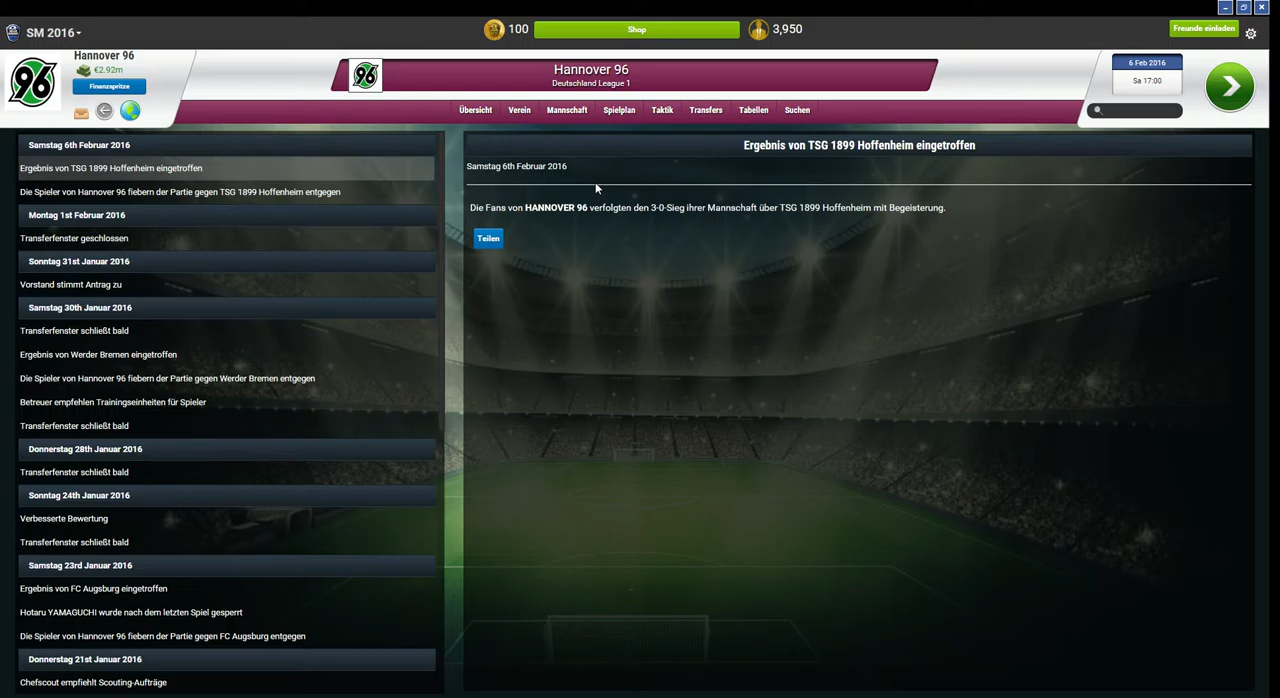 SM 2016
100
Shop
3,950
Freunde einladen
Hannover 96
€2.92m
Finanzspritze
96
96
Hannover 96
Deutschland League 1
6 Feb 2016
Sa 17:00
Übersicht Verein Mannschaft Spielplan Taktik Transfers Tabellen Suchen
Samstag 6th Februar 2016
Ergebnis von TSG 1899 Hoffenheim eingetroffen
Die Spieler von Hannover 96 fiebern der Partie gegen TSG 1899 Hoffenheim entgegen
Montag 1st Februar 2016
Transferfenster geschlossen
Sonntag 31st Januar 2016
Vorstand stimmt Antrag zu
Samstag 30th Januar 2016
Transferfenster schließt bald
Ergebnis von Werder Bremen eingetroffen
Die Spieler von Hannover 96 fiebern der Partie gegen Werder Bremen entgegen
Betreuer empfehlen Trainingseinheiten für Spieler
Transferfenster schließt bald
Donnerstag 28th Januar 2016
Transferfenster schließt bald
Sonntag 24th Januar 2016
Verbesserte Bewertung
Transferfenster schließt bald
Samstag 23rd Januar 2016
Ergebnis von FC Augsburg eingetroffen
Hotaru YAMAGUCHI wurde nach dem letzten Spiel gesperrt
Die Spieler von Hannover 96 fiebern der Partie gegen FC Augsburg entgegen
Donnerstag 21st Januar 2016
Chefscout empfiehlt Scouting-Aufträge
Ergebnis von TSG 1899 Hoffenheim eingetroffen
Samstag 6th Februar 2016
Die Fans von HANNOVER 96 verfolgten den 3-0-Sieg ihrer Mannschaft über TSG 1899 Hoffenheim mit Begeisterung.
Teilen